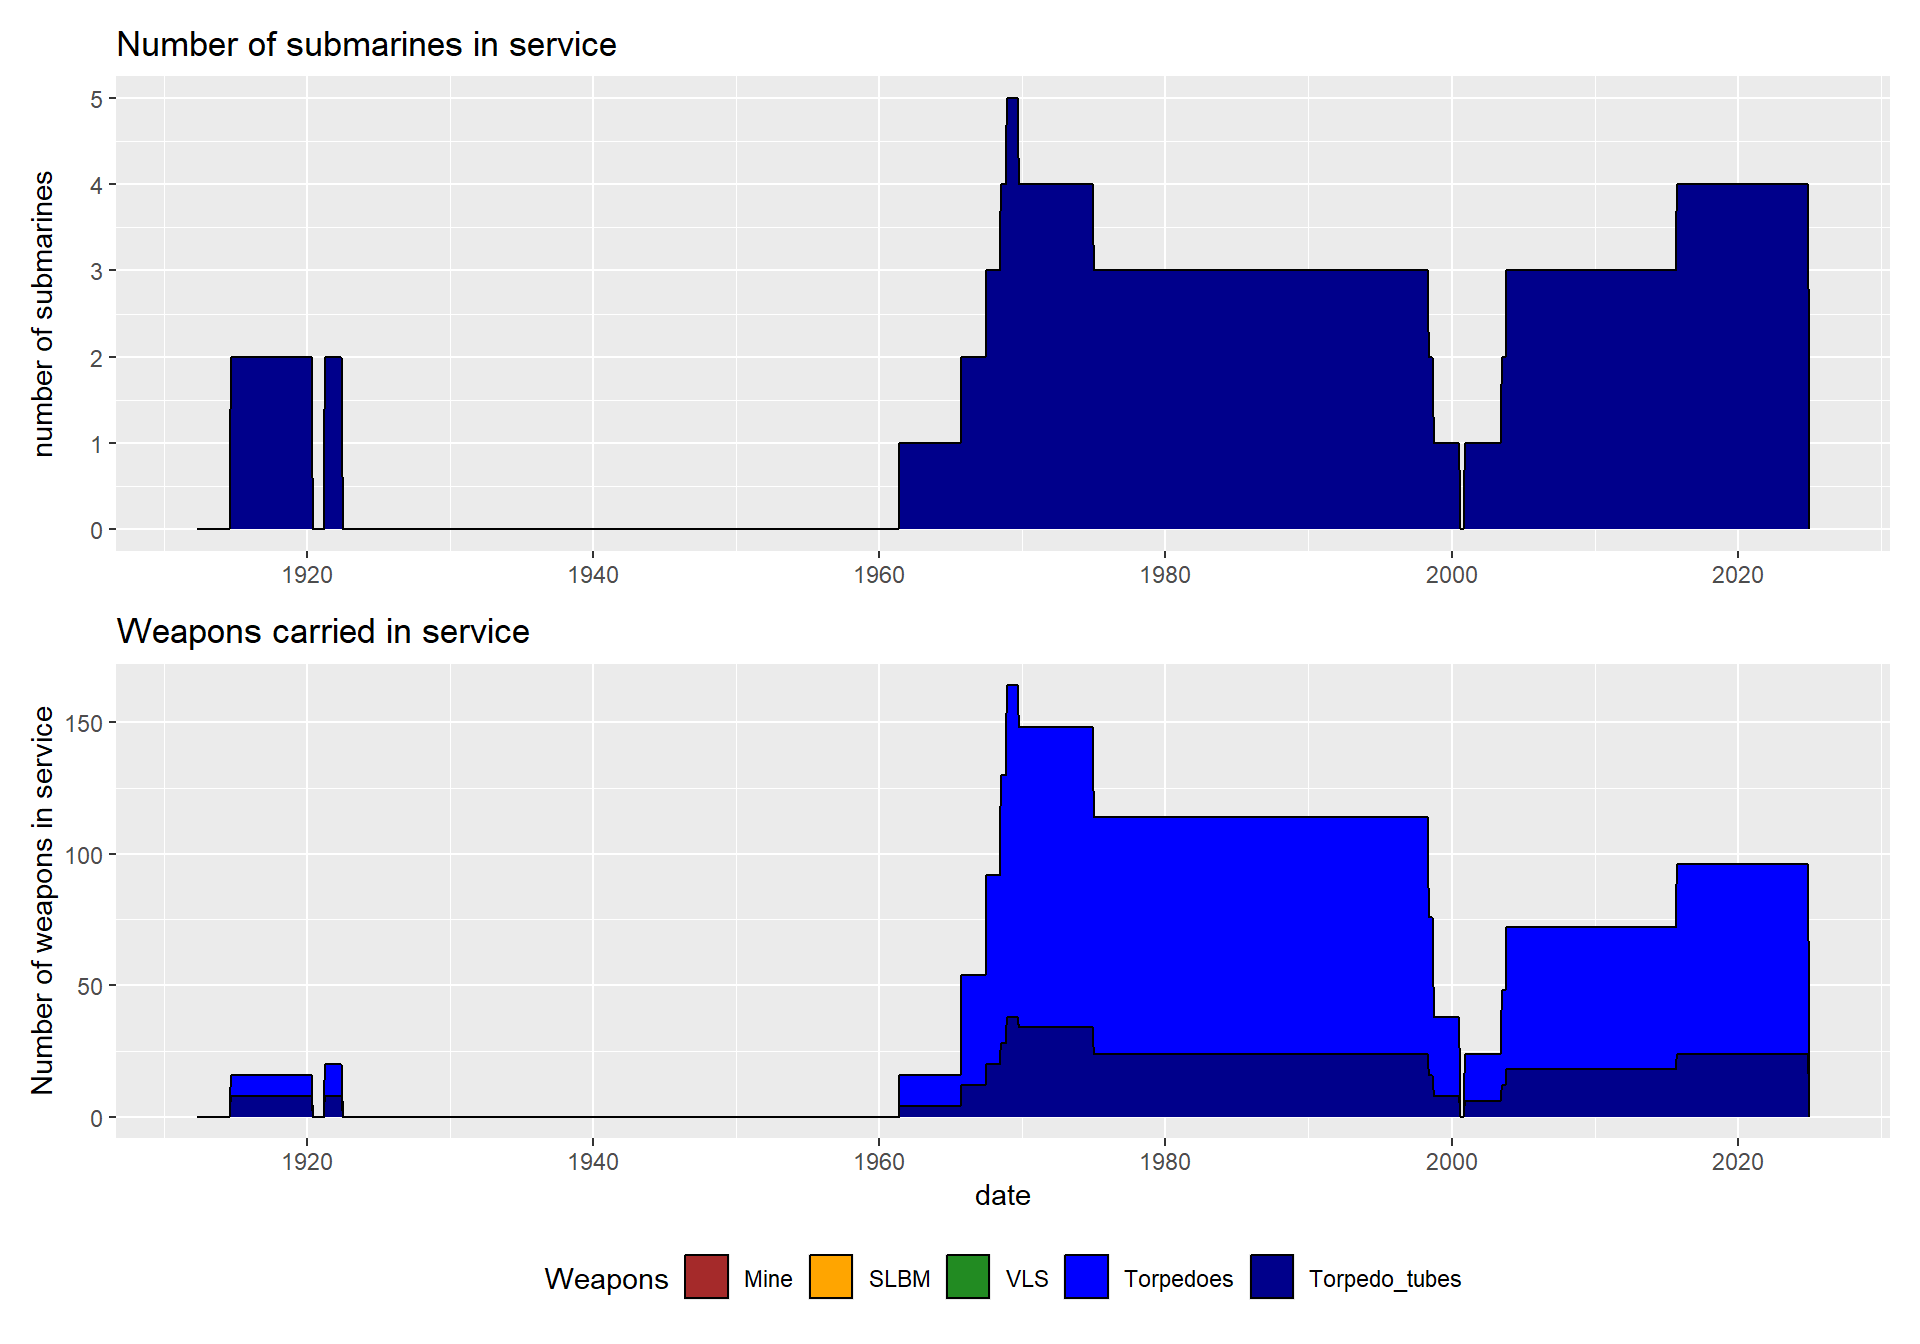 Number of submarines in service
number of submarines
5
4
3
2
1
0
1920 1940 1960 1980 2000 2020
Weapons carried in service
Number of weapons in service
150
100
50
0
1920 1940 1960 1980 2000 2020
date
Weapons Mine SLBM VLS Torpedoes Torpedo_tubes